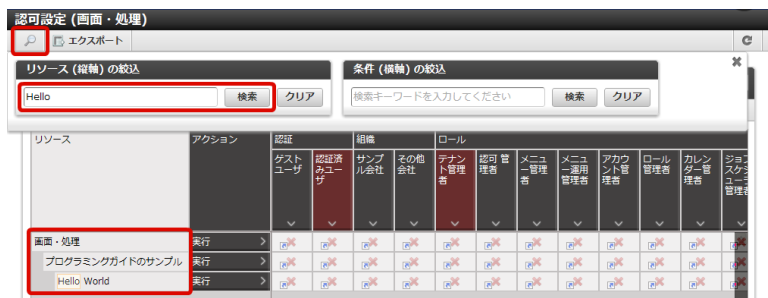 認可設定 (画面・処理)
エクスポート
リソース (縦軸) の絞込
Hello
検索
クリア
条件 (横軸) の絞込
検索キーワードを入力してください
検索
クリア
リソース
アクション
認証
組織
ロール
ゲスト
ユーザ
認証済
みユー
ザ
サンプ
ル会社
その他
会社
テナン
ト管理
者
認可 管
理者
メニュ
ー管理
者
メニュ
ー運用
管理者
アカウ
ント管
理者
ロール
管理者
カレン
ダー管
理者
ジョブ
スケジ
ューラ
管理者
画面・処理
実行
プログラミングガイドのサンプル
実行
Hello World
実行